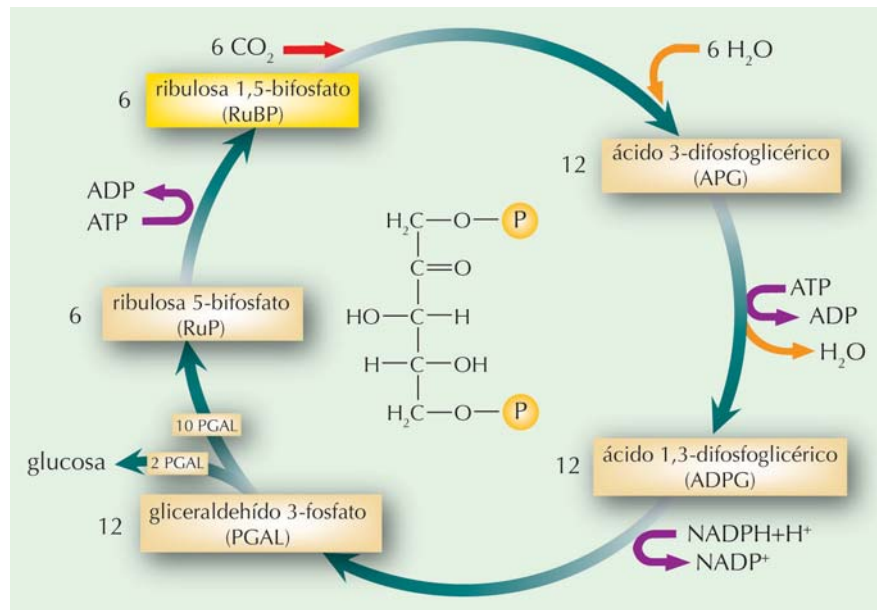 6 CO₂
6 H₂O
6
ribulosa 1,5-bifosfato
(RuBP)
12
ácido 3-difosfoglicérico
(APG)
ADP
ATP
H₂C—O—P
C=O
HO—C—H
H—C—OH
H₂C—O—P
ATP
ADP
H₂O
6
ribulosa 5-bifosfato
(RuP)
10 PGAL
glucosa
2 PGAL
12
ácido 1,3-difosfoglicérico
(ADPG)
12
gliceraldehído 3-fosfato
(PGAL)
NADPH+H⁺
NADP⁺